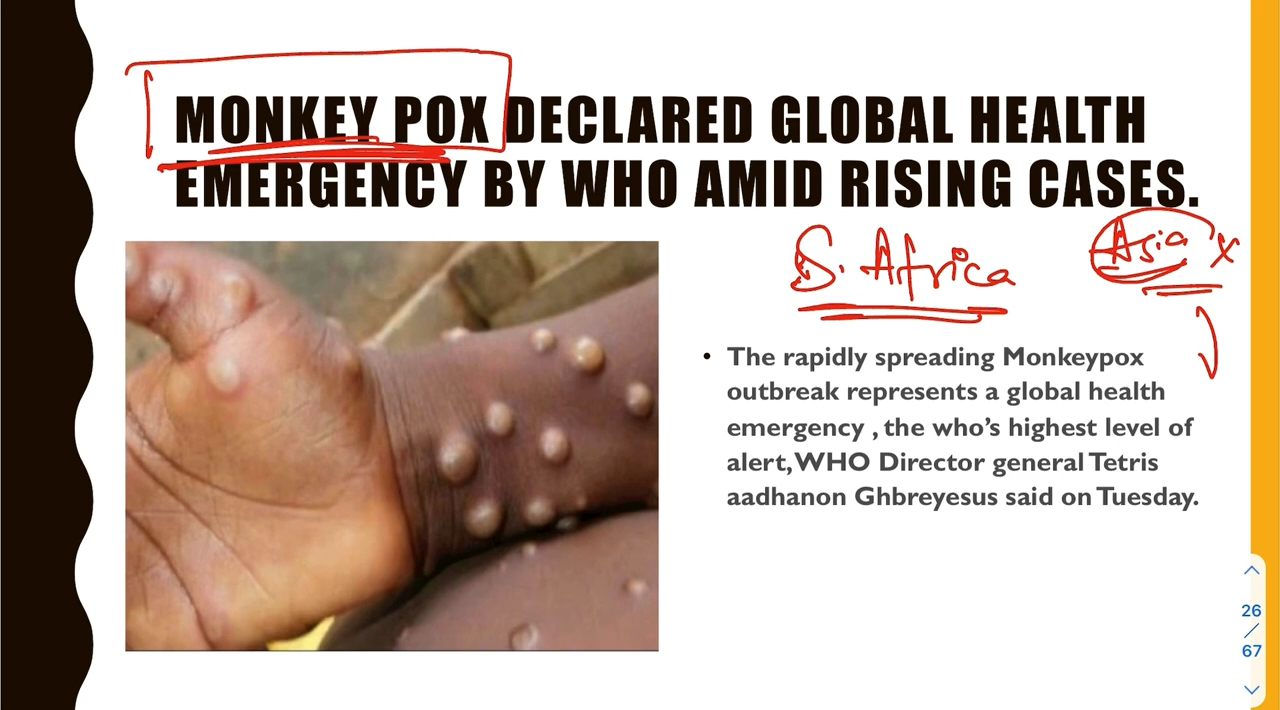 MONKEY POX DECLARED GLOBAL HEALTH
EMERGENCY BY WHO AMID RISING CASES.
S. Africa
Asia x
• The rapidly spreading Monkeypox
outbreak represents a global health
emergency , the who's highest level of
alert,WHO Director general Tetris
aadhanon Ghbreyesus said on Tuesday.
26
/
67